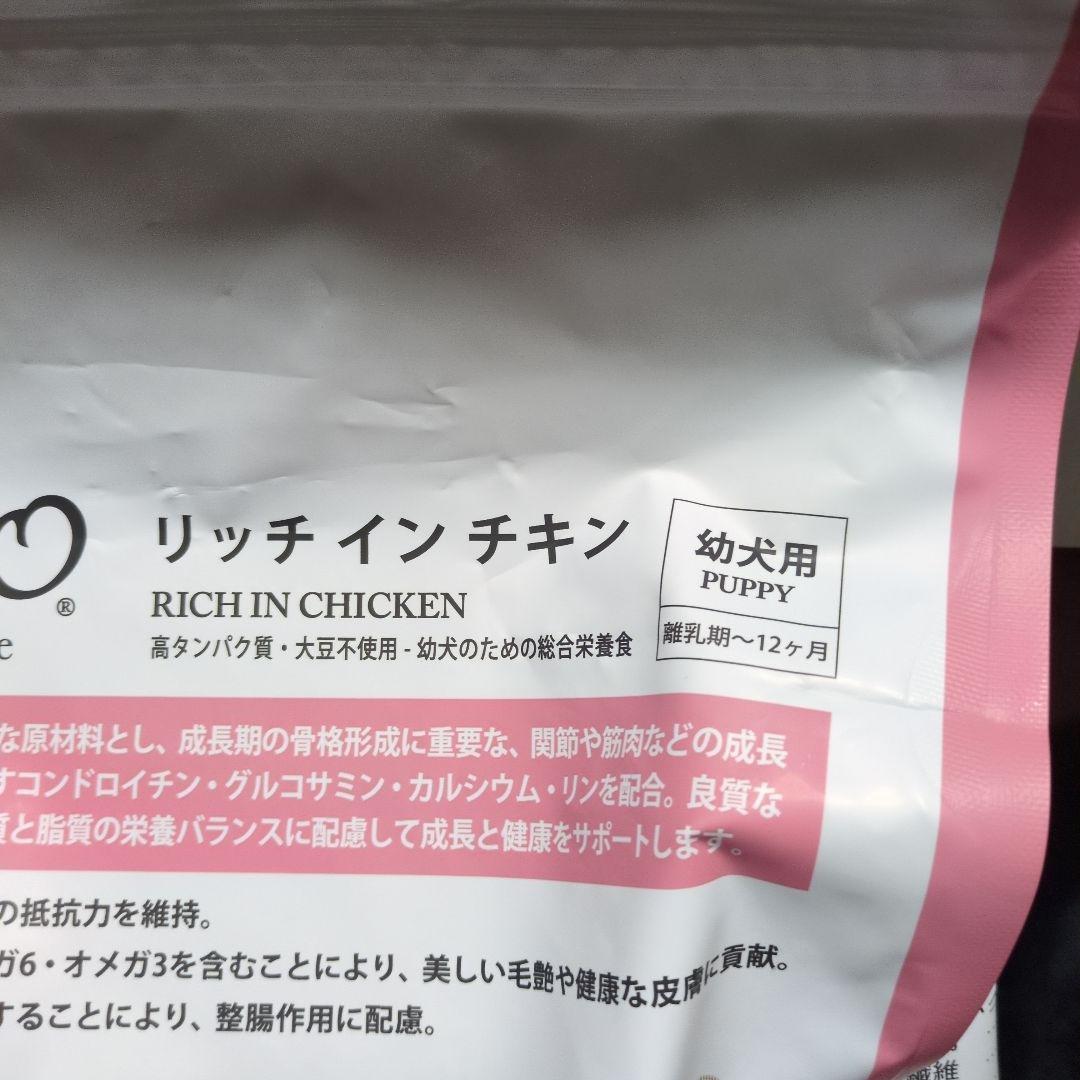 ®
e
リッチ イン チキン
RICH IN CHICKEN
高タンパク質・大豆不使用 - 幼犬のための総合栄養食
幼犬用
PUPPY
離乳期～12ヶ月
な原材料とし、成長期の骨格形成に重要な、関節や筋肉などの成長
すコンドロイチン・グルコサミン・カルシウム・リンを配合。良質な
質と脂質の栄養バランスに配慮して成長と健康をサポートします。
の抵抗力を維持。
ガ6・オメガ3を含むことにより、美しい毛艶や健康な皮膚に貢献。
することにより、整腸作用に配慮。
繊維